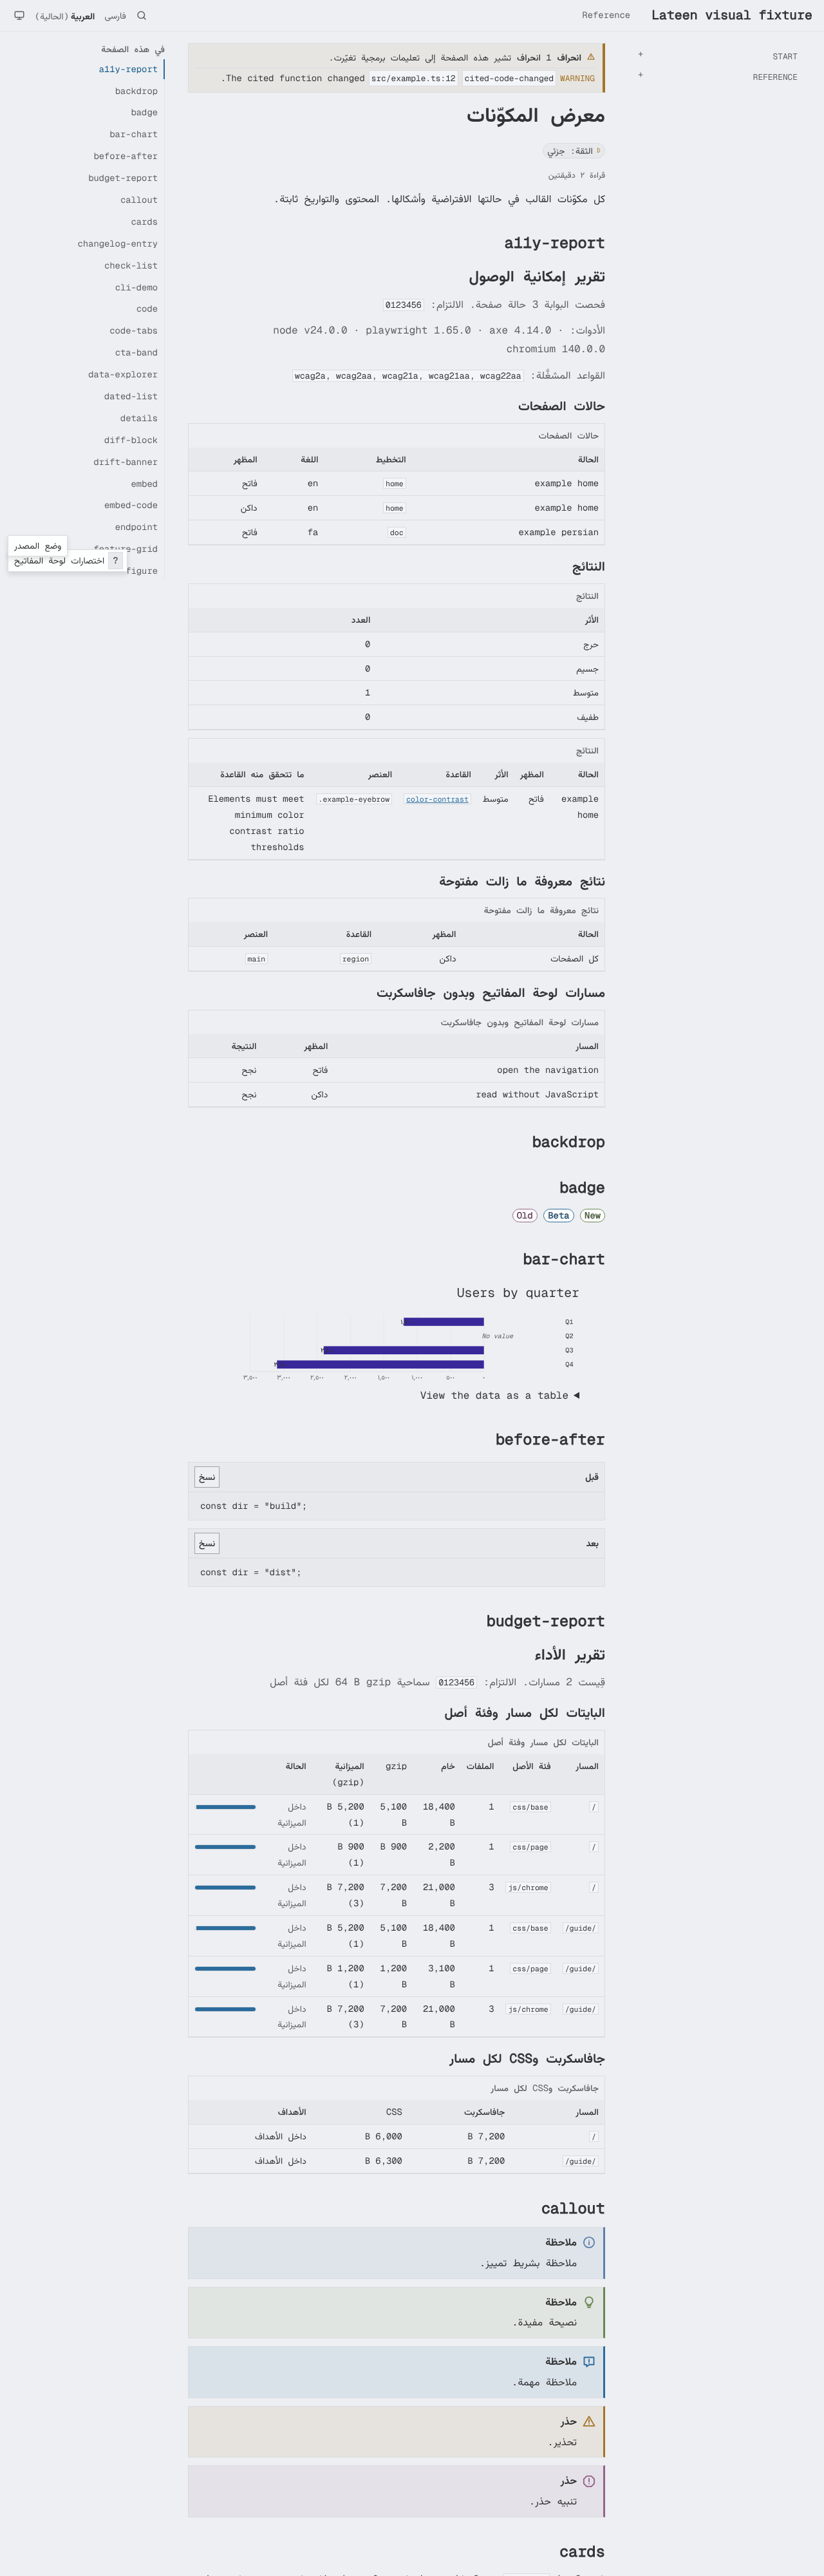 Lateen visual fixture
Reference
العربية (الحالية)
فارسی
START
+
REFERENCE
+
انحراف 1 انحراف تشير هذه الصفحة إلى تعليمات برمجية تغيّرت.
WARNING cited-code-changed src/example.ts:12 The cited function changed.
معرض المكوّنات
الثقة: جزئي
قراءة ٢ دقيقتين
كل مكوّنات القالب في حالتها الافتراضية وأشكالها. المحتوى والتواريخ ثابتة.
a11y-report
تقرير إمكانية الوصول
فحصت البوابة 3 حالة صفحة. الالتزام: 0123456
الأدوات: node v24.0.0 · playwright 1.65.0 · axe 4.14.0 ·
chromium 140.0.0
القواعد المشغَّلة: wcag2a, wcag2aa, wcag21a, wcag21aa, wcag22aa
حالات الصفحات
حالات الصفحات
الحالة التخطيط اللغة المظهر
example home home en فاتح
example home home en داكن
example persian doc fa فاتح
النتائج
النتائج
الأثر العدد
حرج 0
جسيم 0
متوسط 1
طفيف 0
النتائج
الحالة المظهر الأثر القاعدة العنصر ما تتحقق منه القاعدة
example home فاتح متوسط color-contrast .example-eyebrow Elements must meet
minimum color
contrast ratio
thresholds
نتائج معروفة ما زالت مفتوحة
نتائج معروفة ما زالت مفتوحة
الحالة المظهر القاعدة العنصر
كل الصفحات داكن region main
مسارات لوحة المفاتيح وبدون جافاسكربت
مسارات لوحة المفاتيح وبدون جافاسكربت
المسار المظهر النتيجة
open the navigation فاتح نجح
read without JavaScript داكن نجح
backdrop
badge
New Beta Old
bar-chart
Users by quarter
Q1
Q2 No value
Q3
Q4
٠ ٥٠٠ ١٬٠٠٠ ١٬٥٠٠ ٢٬٠٠٠ ٢٬٥٠٠ ٣٬٠٠٠ ٣٬٥٠٠
View the data as a table
before-after
قبل
نسخ
const dir = "build";
بعد
نسخ
const dir = "dist";
budget-report
تقرير الأداء
قِيست 2 مسارات. الالتزام: 0123456 سماحية 64 B gzip لكل فئة أصل
البايتات لكل مسار وفئة أصل
البايتات لكل مسار وفئة أصل
المسار فئة الأصل الملفات خام gzip الميزانية (gzip) الحالة
/ css/base 1 18,400 B 5,100 B 5,200 B (1) داخل الميزانية
/ css/page 1 2,200 B 900 B 900 B (1) داخل الميزانية
/ js/chrome 3 21,000 B 7,200 B 7,200 B (3) داخل الميزانية
/guide/ css/base 1 18,400 B 5,100 B 5,200 B (1) داخل الميزانية
/guide/ css/page 1 3,100 B 1,200 B 1,200 B (1) داخل الميزانية
/guide/ js/chrome 3 21,000 B 7,200 B 7,200 B (3) داخل الميزانية
جافاسكربت وCSS لكل مسار
جافاسكربت وCSS لكل مسار
المسار جافاسكربت CSS الأهداف
/ 7,200 B 6,000 B داخل الأهداف
/guide/ 7,200 B 6,300 B داخل الأهداف
callout
ملاحظة
ملاحظة بشريط تمييز.
ملاحظة
نصيحة مفيدة.
ملاحظة
ملاحظة مهمة.
حذر
تحذير.
حذر
تنبيه حذر.
cards
في هذه الصفحة
a11y-report
backdrop
badge
bar-chart
before-after
budget-report
callout
cards
changelog-entry
check-list
cli-demo
code
code-tabs
cta-band
data-explorer
dated-list
details
diff-block
drift-banner
embed
embed-code
endpoint
figure
وضع المصدر
? اختصارات لوحة المفاتيح